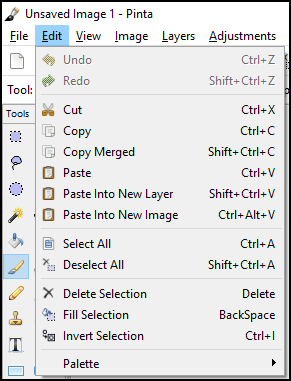 Unsaved Image 1 - Pinta
File Edit View Image Layers Adjustments
Undo Ctrl+Z
Redo Shift+Ctrl+Z
Tool:
Tools
Cut Ctrl+X
Copy Ctrl+C
Copy Merged Shift+Ctrl+C
Paste Ctrl+V
Paste Into New Layer Shift+Ctrl+V
Paste Into New Image Ctrl+Alt+V
Select All Ctrl+A
Deselect All Shift+Ctrl+A
Delete Selection Delete
Fill Selection BackSpace
Invert Selection Ctrl+I
Palette